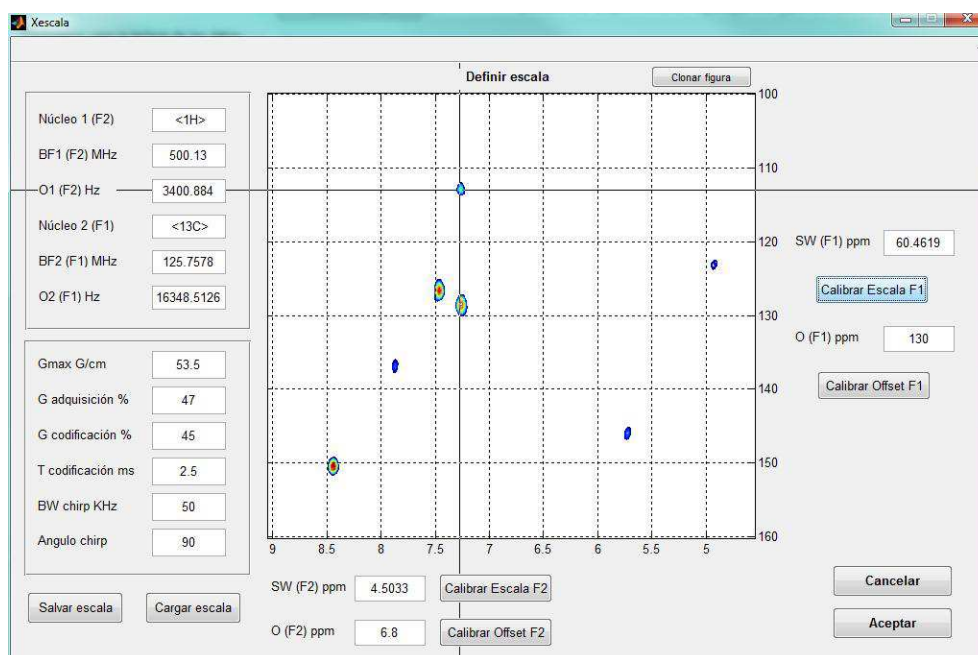 Xescala
Definir escala
Clonar figura
Núcleo 1 (F2) <1H>
BF1 (F2) MHz 500.13
O1 (F2) Hz 3400.884
Núcleo 2 (F1) <13C>
BF2 (F1) MHz 125.7578
O2 (F1) Hz 16348.5126
Gmax G/cm 53.5
G adquisición % 47
G codificación % 45
T codificación ms 2.5
BW chirp KHz 50
Angulo chirp 90
Salvar escala
Cargar escala
100
110
120
130
140
150
160
9 8.5 8 7.5 7 6.5 6 5.5 5
SW (F2) ppm 4.5033 Calibrar Escala F2
O (F2) ppm 6.8 Calibrar Offset F2
SW (F1) ppm 60.4619
Calibrar Escala F1
O (F1) ppm 130
Calibrar Offset F1
Cancelar
Aceptar